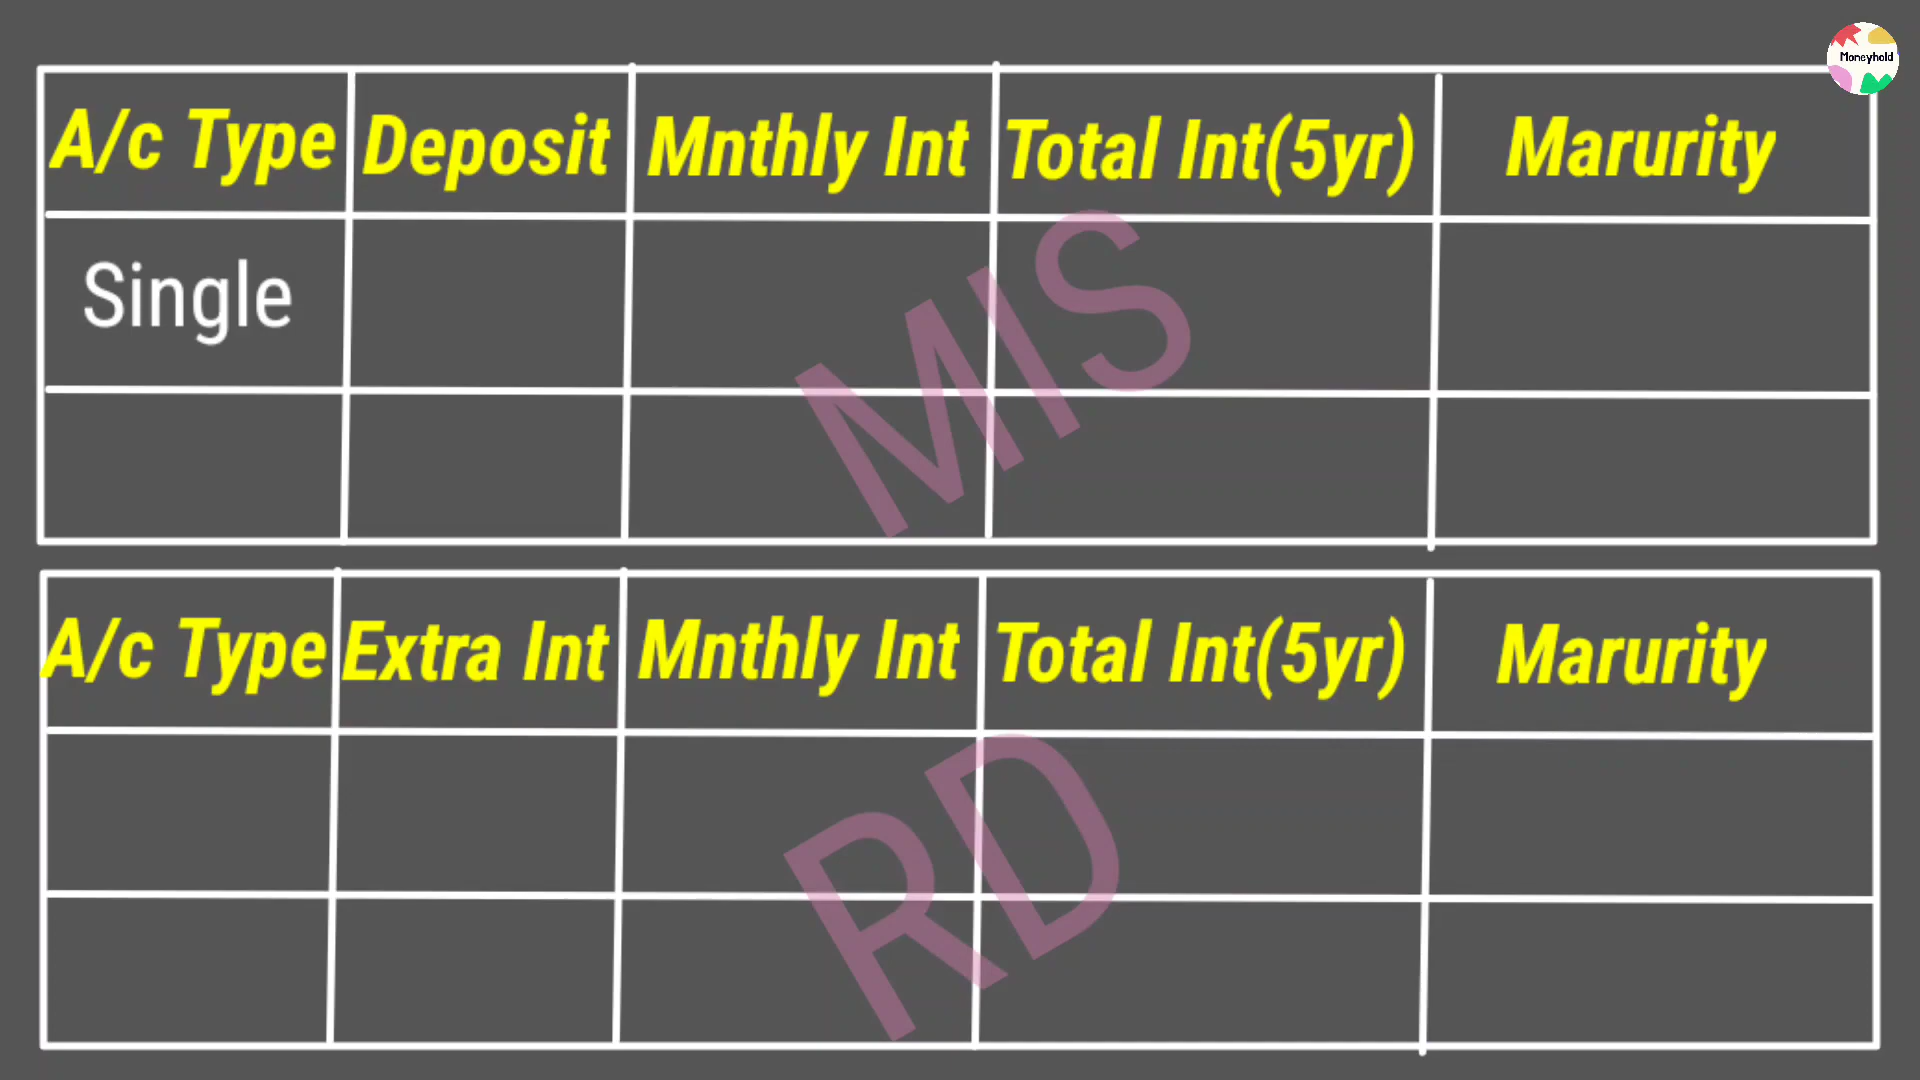 Moneyhold
A/c Type Deposit Mnthly Int Total Int(5yr) Marurity
Single
MIS
A/c Type Extra Int Mnthly Int Total Int(5yr) Marurity
RD